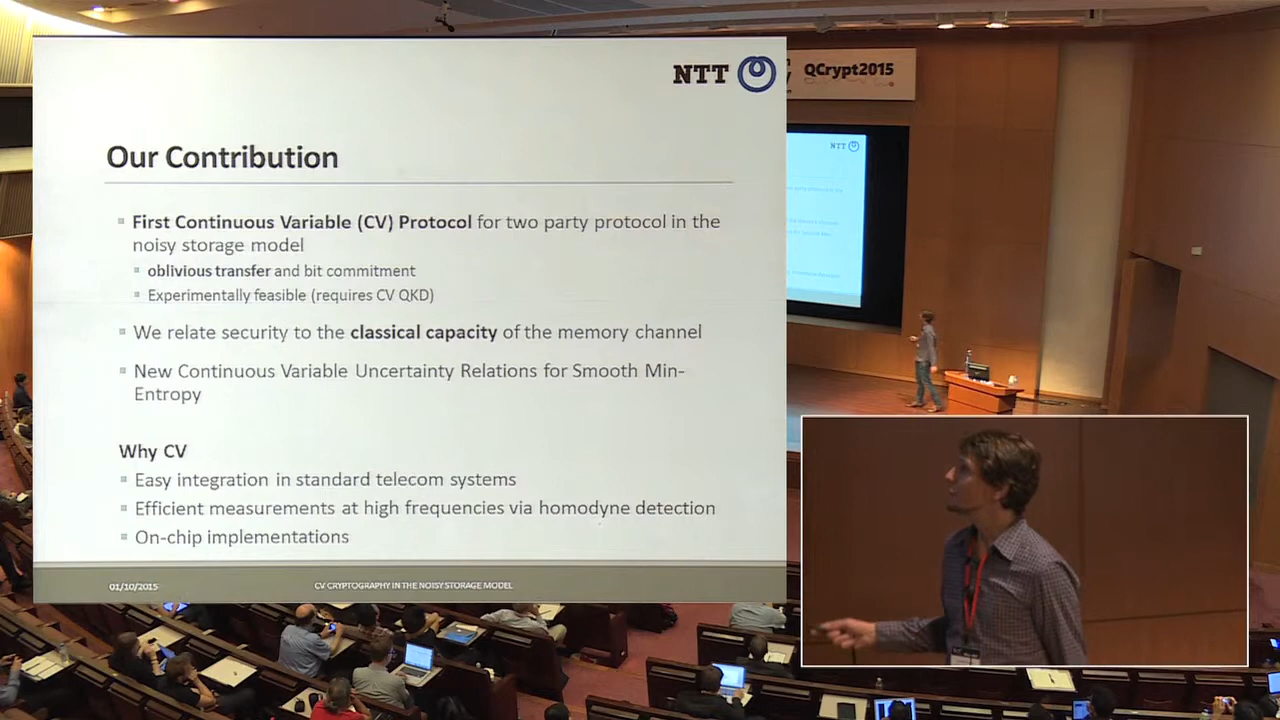 NTT
QCrypt2015
NTT
Our Contribution
First Continuous Variable (CV) Protocol for two party protocol in the
noisy storage model
oblivious transfer and bit commitment
Experimentally feasible (requires CV QKD)
We relate security to the classical capacity of the memory channel
New Continuous Variable Uncertainty Relations for Smooth Min-
Entropy
Why CV
Easy integration in standard telecom systems
Efficient measurements at high frequencies via homodyne detection
On-chip implementations
01/10/2015
CV CRYPTOGRAPHY IN THE NOISY STORAGE MODEL